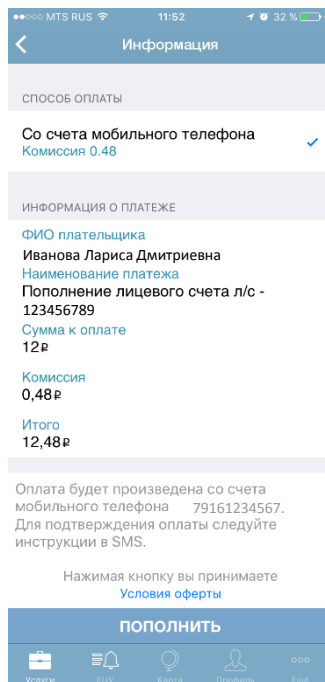 MTS RUS 11:52 32 %
Информация
СПОСОБ ОПЛАТЫ
Со счета мобильного телефона
Комиссия 0.48
ИНФОРМАЦИЯ О ПЛАТЕЖЕ
ФИО плательщика
Иванова Лариса Дмитриевна
Наименование платежа
Пополнение лицевого счета л/с -
123456789
Сумма к оплате
12₽
Комиссия
0,48₽
Итого
12,48₽
Оплата будет произведена со счета
мобильного телефона 79161234567.
Для подтверждения оплаты следуйте
инструкции в SMS.
Нажимая кнопку вы принимаете
Условия оферты
ПОПОЛНИТЬ
Услуги ЕЦУ Карта Профиль Ещё